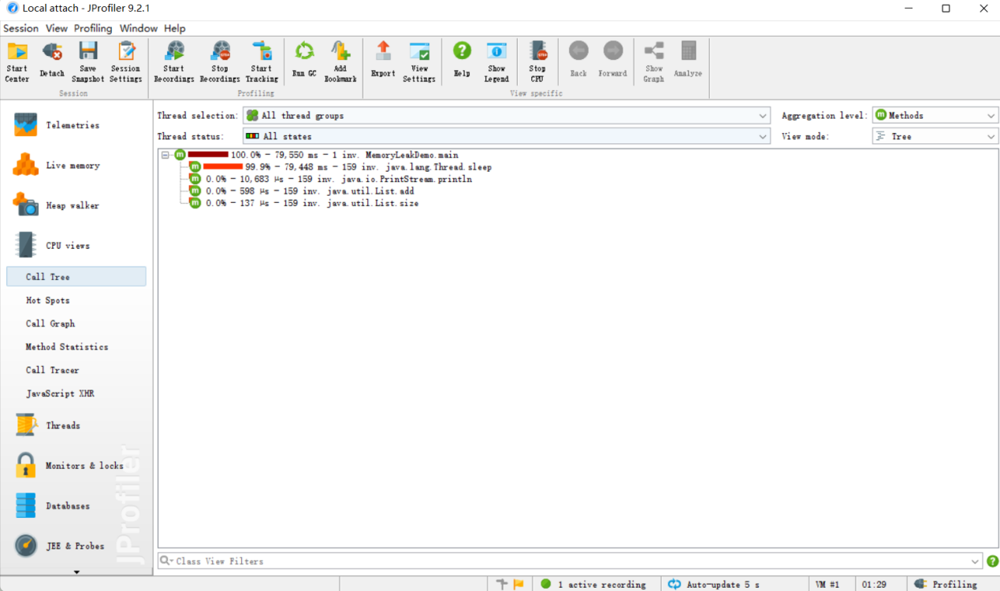 Local attach - JProfiler 9.2.1
Session View Profiling Window Help
Start Center
Detach
Save Snapshot
Session Settings
Start Recordings
Stop Recordings
Start Tracking
Run GC
Add Bookmark
Export
View Settings
Help
Show Legend
Stop CPU
Back
Forward
Show Graph
Analyze
Session
Profiling
View specific
Telemetries
Live memory
Heap walker
CPU views
Call Tree
Hot Spots
Call Graph
Method Statistics
Call Tracer
JavaScript XHR
Threads
Monitors & locks
Databases
JEE & Probes
JProfiler
Thread selection: All thread groups
Aggregation level: Methods
Thread status: All states
View mode: Tree
100.0% - 79,550 ms - 1 inv. MemoryLeakDemo.main
99.9% - 79,448 ms - 159 inv. java.lang.Thread.sleep
0.0% - 10,683 μs - 159 inv. java.io.PrintStream.println
0.0% - 598 μs - 159 inv. java.util.List.add
0.0% - 137 μs - 159 inv. java.util.List.size
Class View Filters
1 active recording
Auto-update 5 s
VM #1
01:29
Profiling